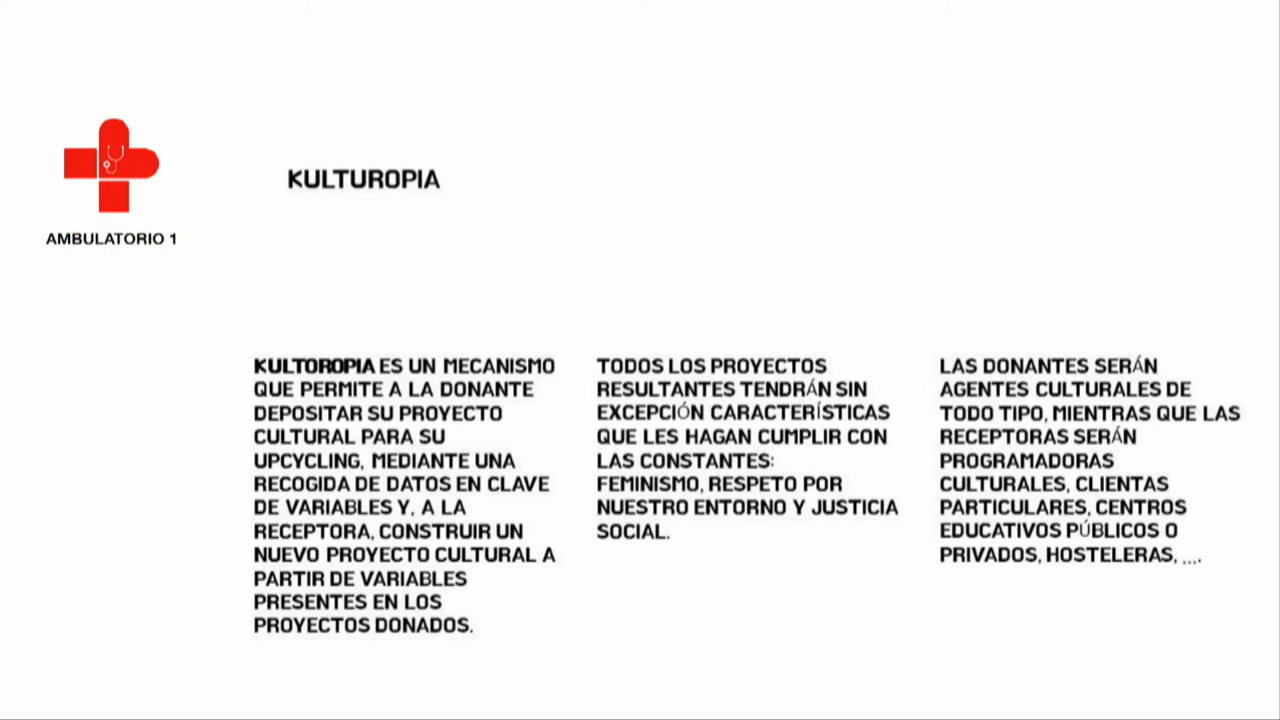 AMBULATORIO 1
KULTUROPIA
KULTOROPIA ES UN MECANISMO
QUE PERMITE A LA DONANTE
DEPOSITAR SU PROYECTO
CULTURAL PARA SU
UPCYCLING, MEDIANTE UNA
RECOGIDA DE DATOS EN CLAVE
DE VARIABLES Y, A LA
RECEPTORA, CONSTRUIR UN
NUEVO PROYECTO CULTURAL A
PARTIR DE VARIABLES
PRESENTES EN LOS
PROYECTOS DONADOS.
TODOS LOS PROYECTOS
RESULTANTES TENDRÁN SIN
EXCEPCIÓN CARACTERÍSTICAS
QUE LES HAGAN CUMPLIR CON
LAS CONSTANTES:
FEMINISMO, RESPETO POR
NUESTRO ENTORNO Y JUSTICIA
SOCIAL.
LAS DONANTES SERÁN
AGENTES CULTURALES DE
TODO TIPO, MIENTRAS QUE LAS
RECEPTORAS SERÁN
PROGRAMADORAS
CULTURALES, CLIENTAS
PARTICULARES, CENTROS
EDUCATIVOS PÚBLICOS O
PRIVADOS, HOSTELERAS, ....